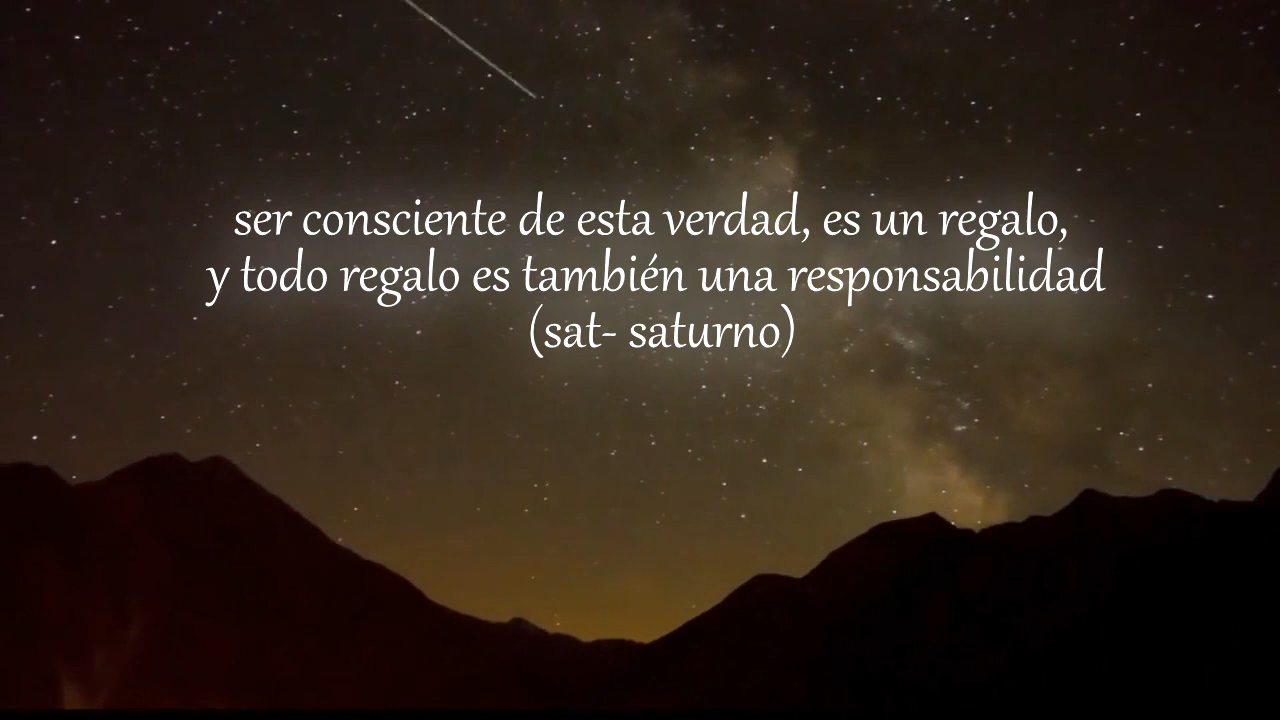 ser consciente de esta verdad, es un regalo,
y todo regalo es también una responsabilidad
(sat- saturno)